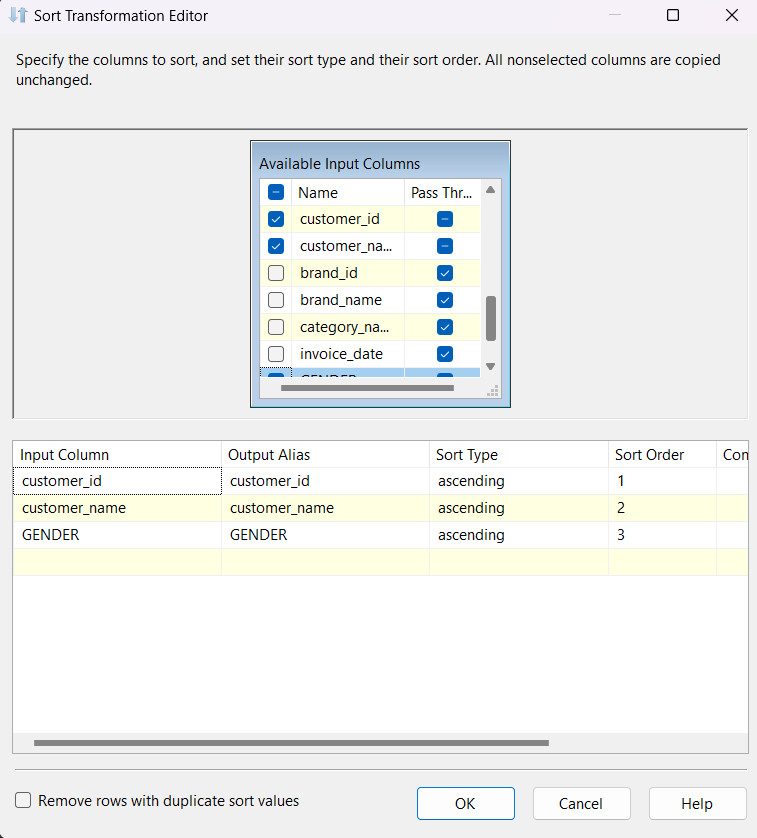 Sort Transformation Editor
Specify the columns to sort, and set their sort type and their sort order. All nonselected columns are copied
unchanged.
Available Input Columns
Name Pass Thr...
customer_id
customer_na...
brand_id
brand_name
category_na...
invoice_date
GENDER
Input Column Output Alias Sort Type Sort Order Con
customer_id customer_id ascending 1
customer_name customer_name ascending 2
GENDER GENDER ascending 3
Remove rows with duplicate sort values
OK Cancel Help